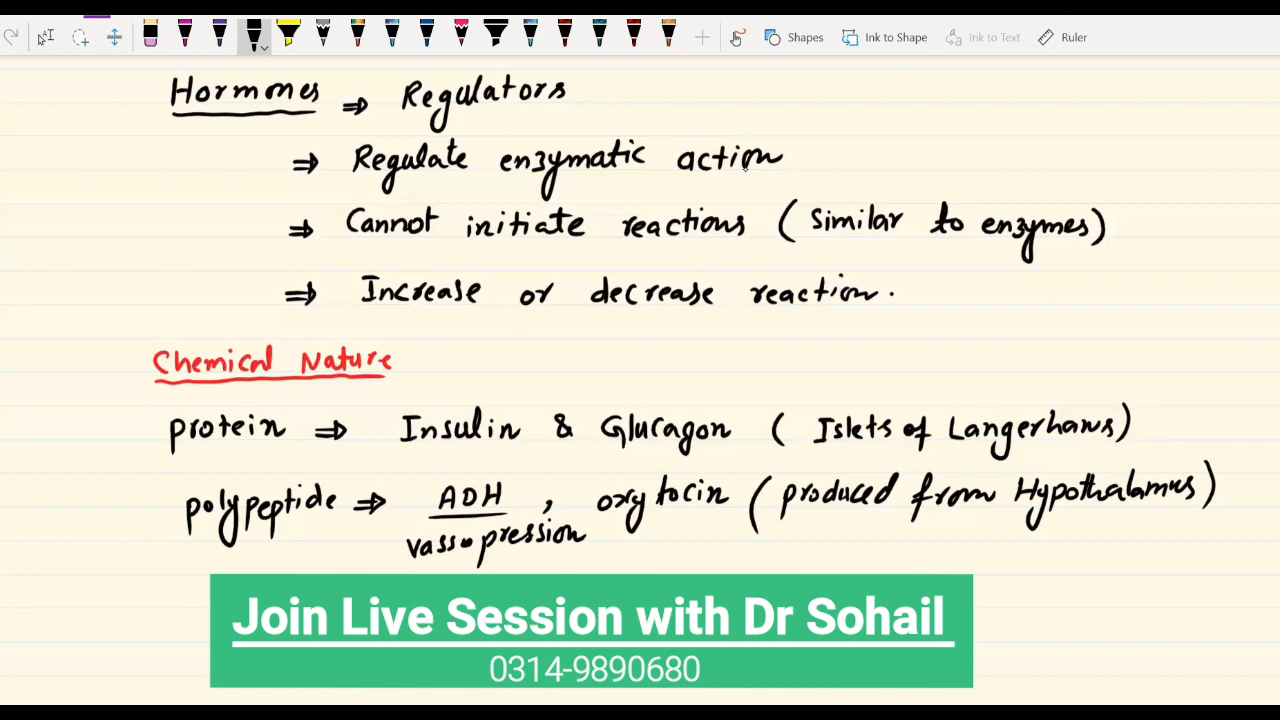 Shapes Ink to Shape Ink to Text Ruler
Hormones ⇒ Regulators
⇒ Regulate enzymatic action
⇒ Cannot initiate reactions (Similar to enzymes)
⇒ Increase or decrease reaction.
Chemical Nature
protein ⇒ Insulin & Glucagon (Islets of Langerhans)
polypeptide ⇒ ADH, oxytocin (produced from Hypothalamus)
vassopression
Join Live Session with Dr Sohail
0314-9890680